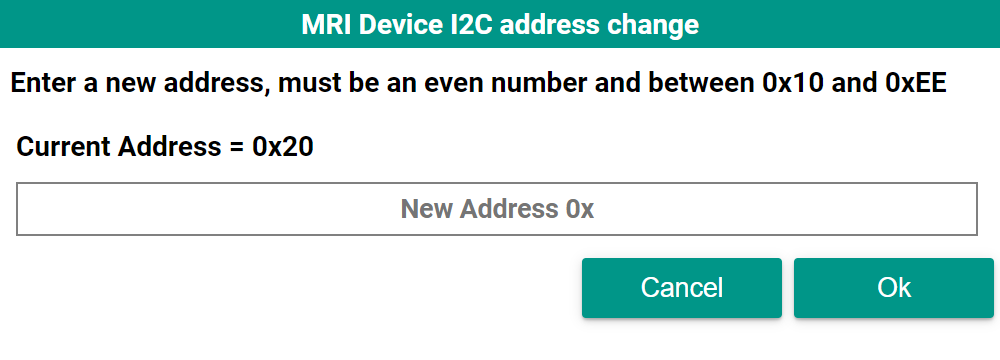 MRI Device I2C address change
Enter a new address, must be an even number and between 0x10 and 0xEE
Current Address = 0x20
New Address 0x
Cancel Ok